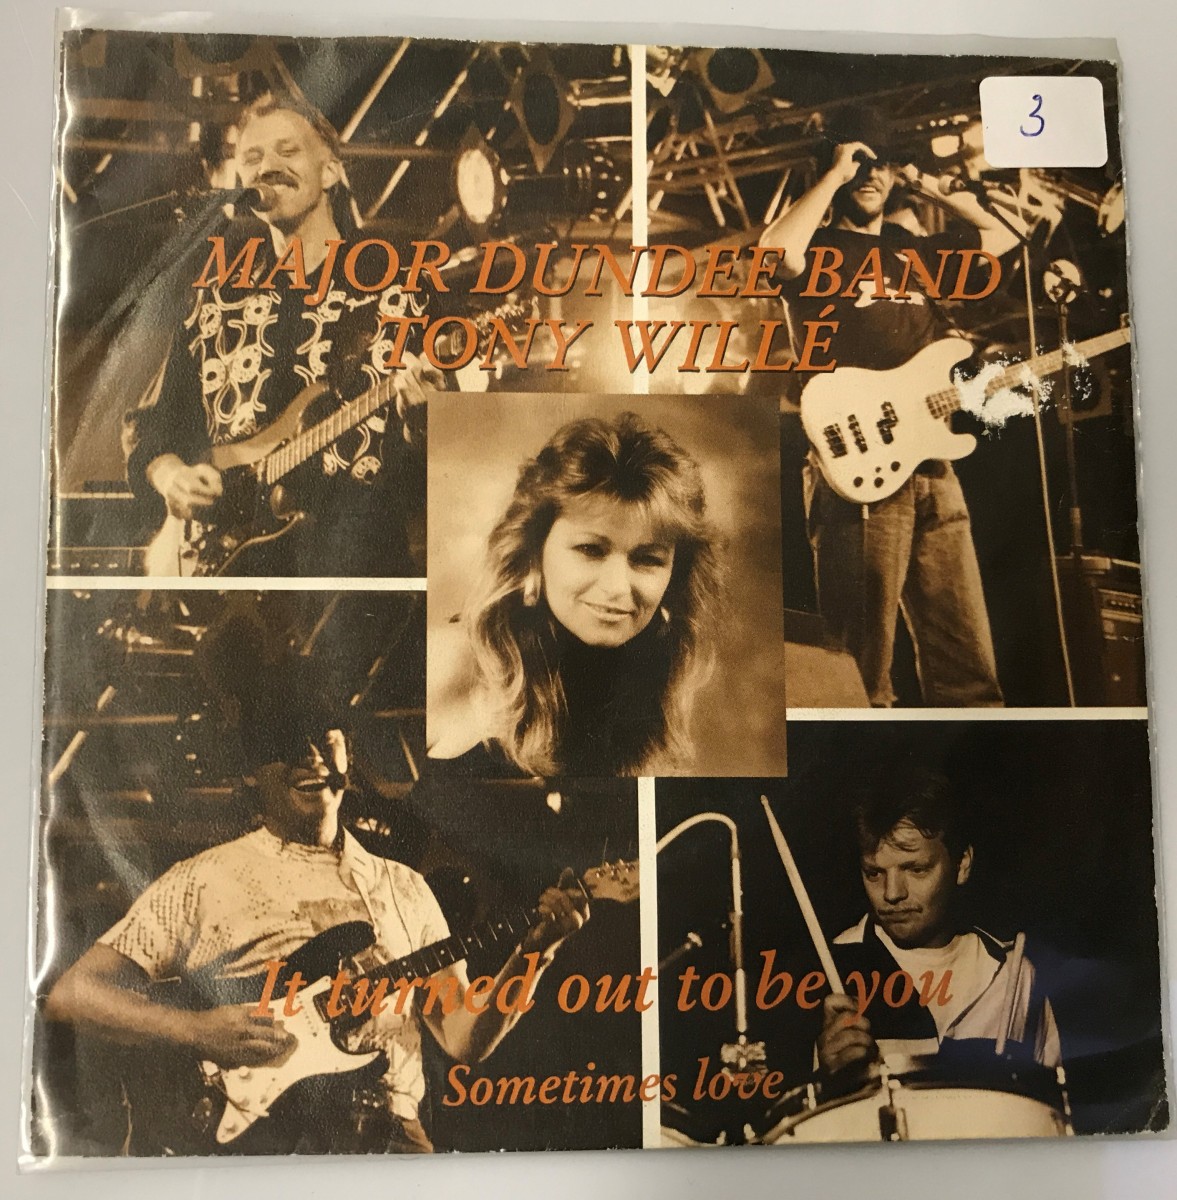 3
MAJOR DUNDEE BAND
TONY WILLÉ
It turned out to be you
Sometimes love